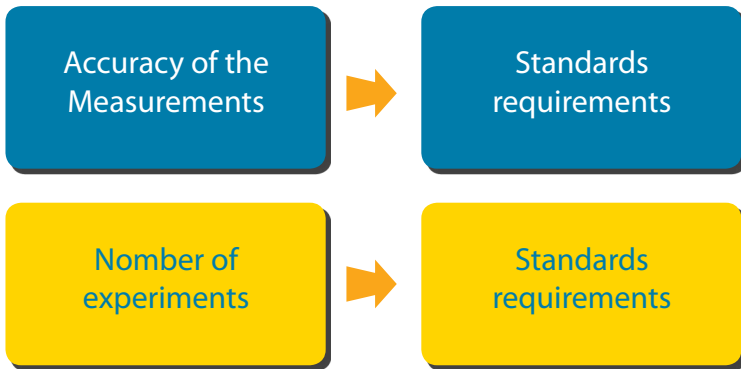 Accuracy of the
Measurements
Standards
requirements
Nomber of
experiments
Standards
requirements